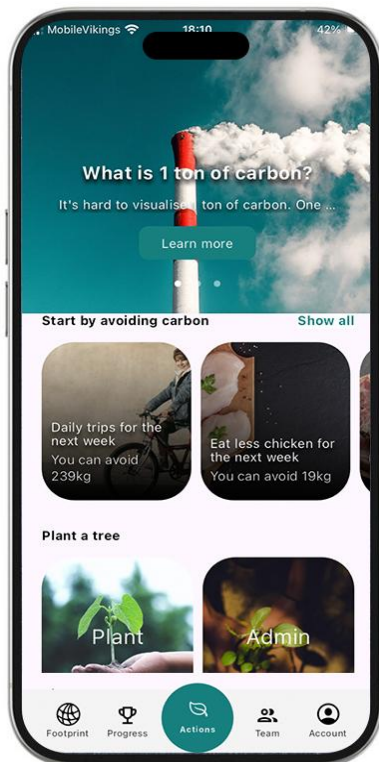 MobileVikings 18:10 42%
What is 1 ton of carbon?
It's hard to visualise 1 ton of carbon. One ...
Learn more
Start by avoiding carbon Show all
Daily trips for the
next week
You can avoid
239kg
Eat less chicken for
the next week
You can avoid 19kg
Plant a tree
Plant Admin
Footprint Progress Actions Team Account